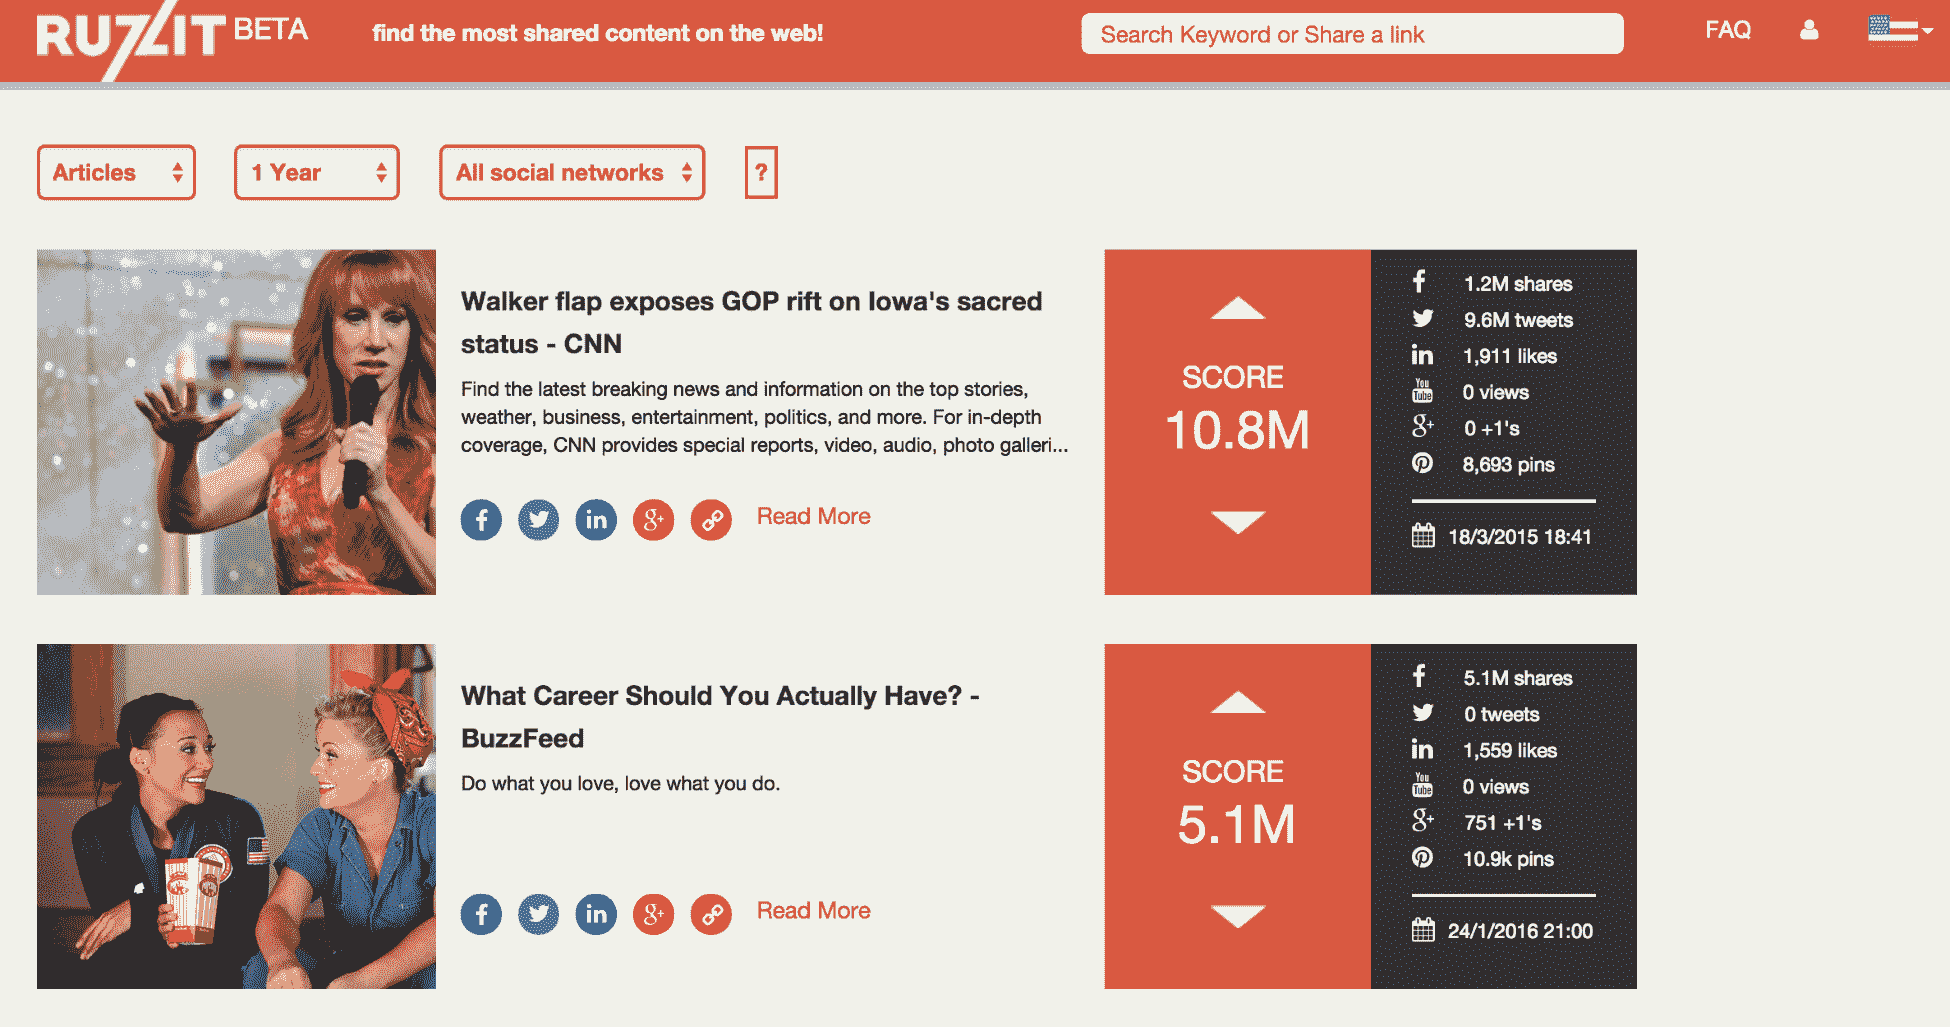 RUZZIT BETA
find the most shared content on the web!
Search Keyword or Share a link
FAQ
Articles
1 Year
All social networks
?
Walker flap exposes GOP rift on Iowa's sacred
status - CNN
Find the latest breaking news and information on the top stories,
weather, business, entertainment, politics, and more. For in-depth
coverage, CNN provides special reports, video, audio, photo galleri...
Read More
SCORE
10.8M
1.2M shares
9.6M tweets
1,911 likes
You Tube 0 views
g+ 0 +1's
8,693 pins
18/3/2015 18:41
What Career Should You Actually Have? -
BuzzFeed
Do what you love, love what you do.
Read More
SCORE
5.1M
5.1M shares
0 tweets
1,559 likes
You Tube 0 views
g+ 751 +1's
10.9k pins
24/1/2016 21:00